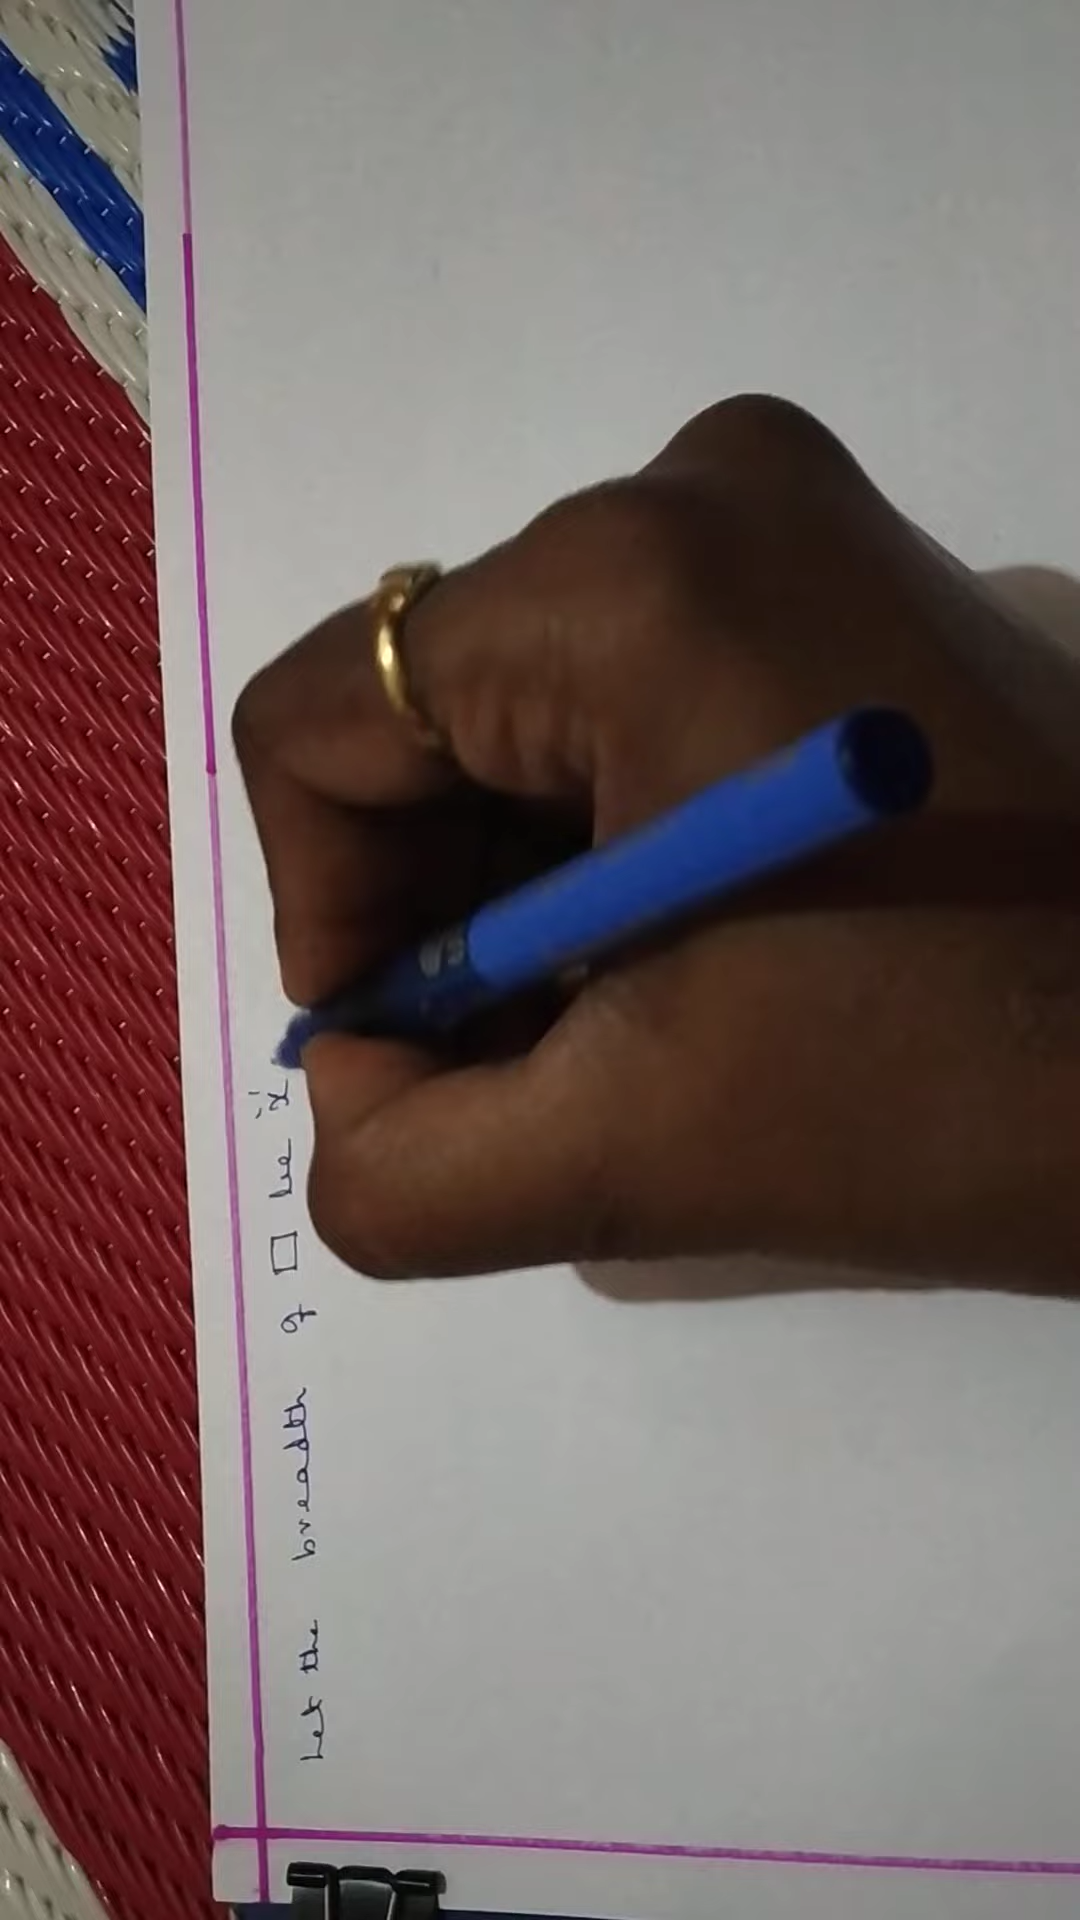 Let the breadth of □ be "x